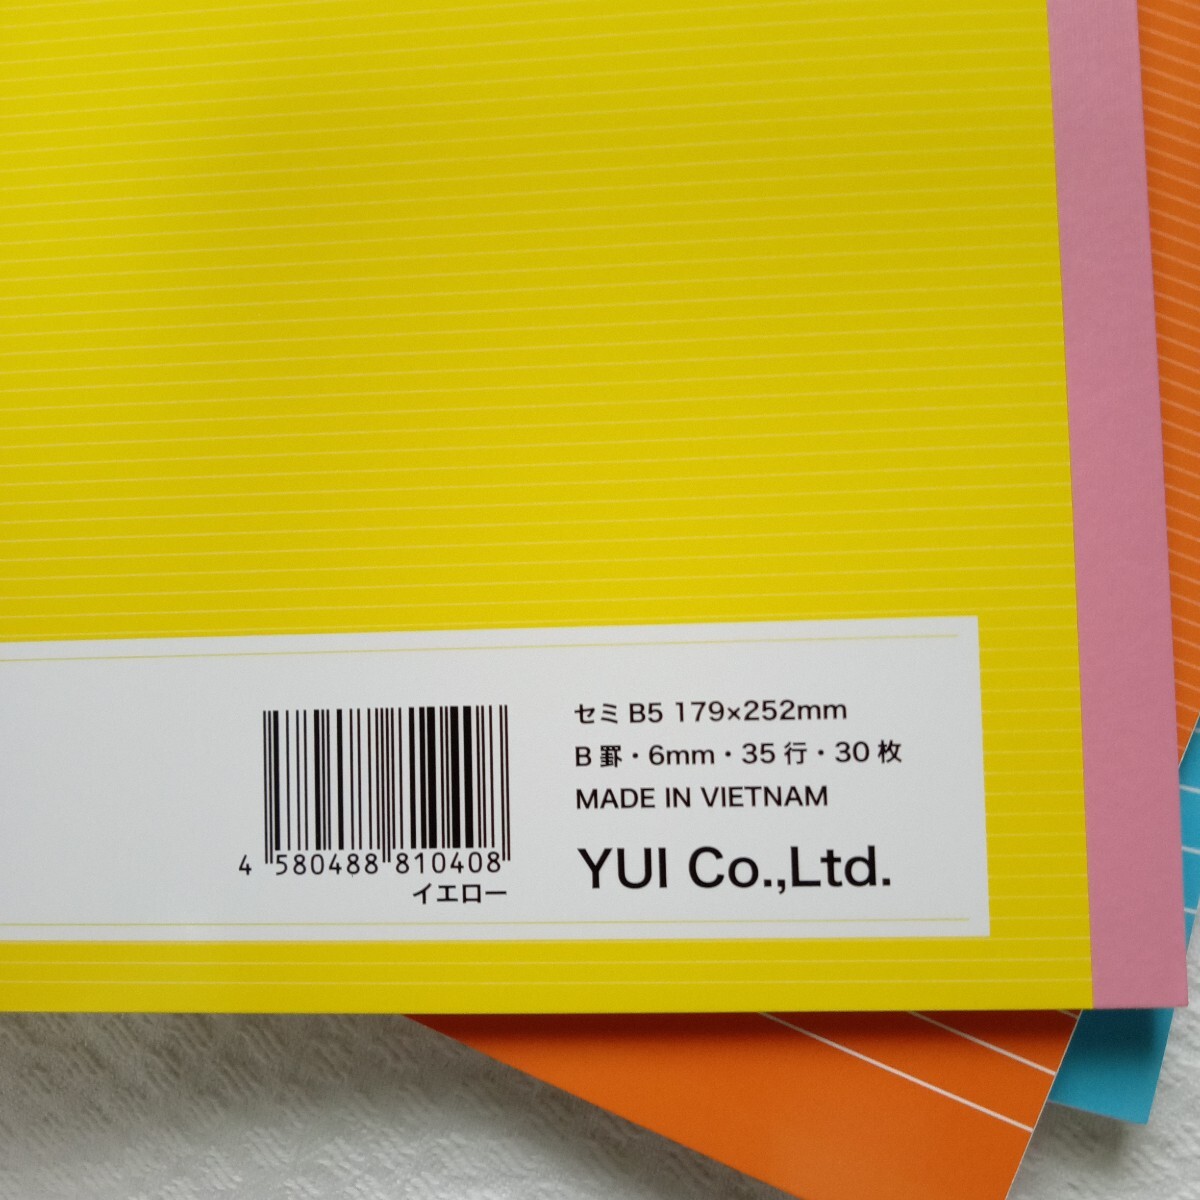 セミ B5 179×252mm
B 罫・6mm・35 行・30 枚
MADE IN VIETNAM
YUI Co.,Ltd.
4 580488 810408
イエロー